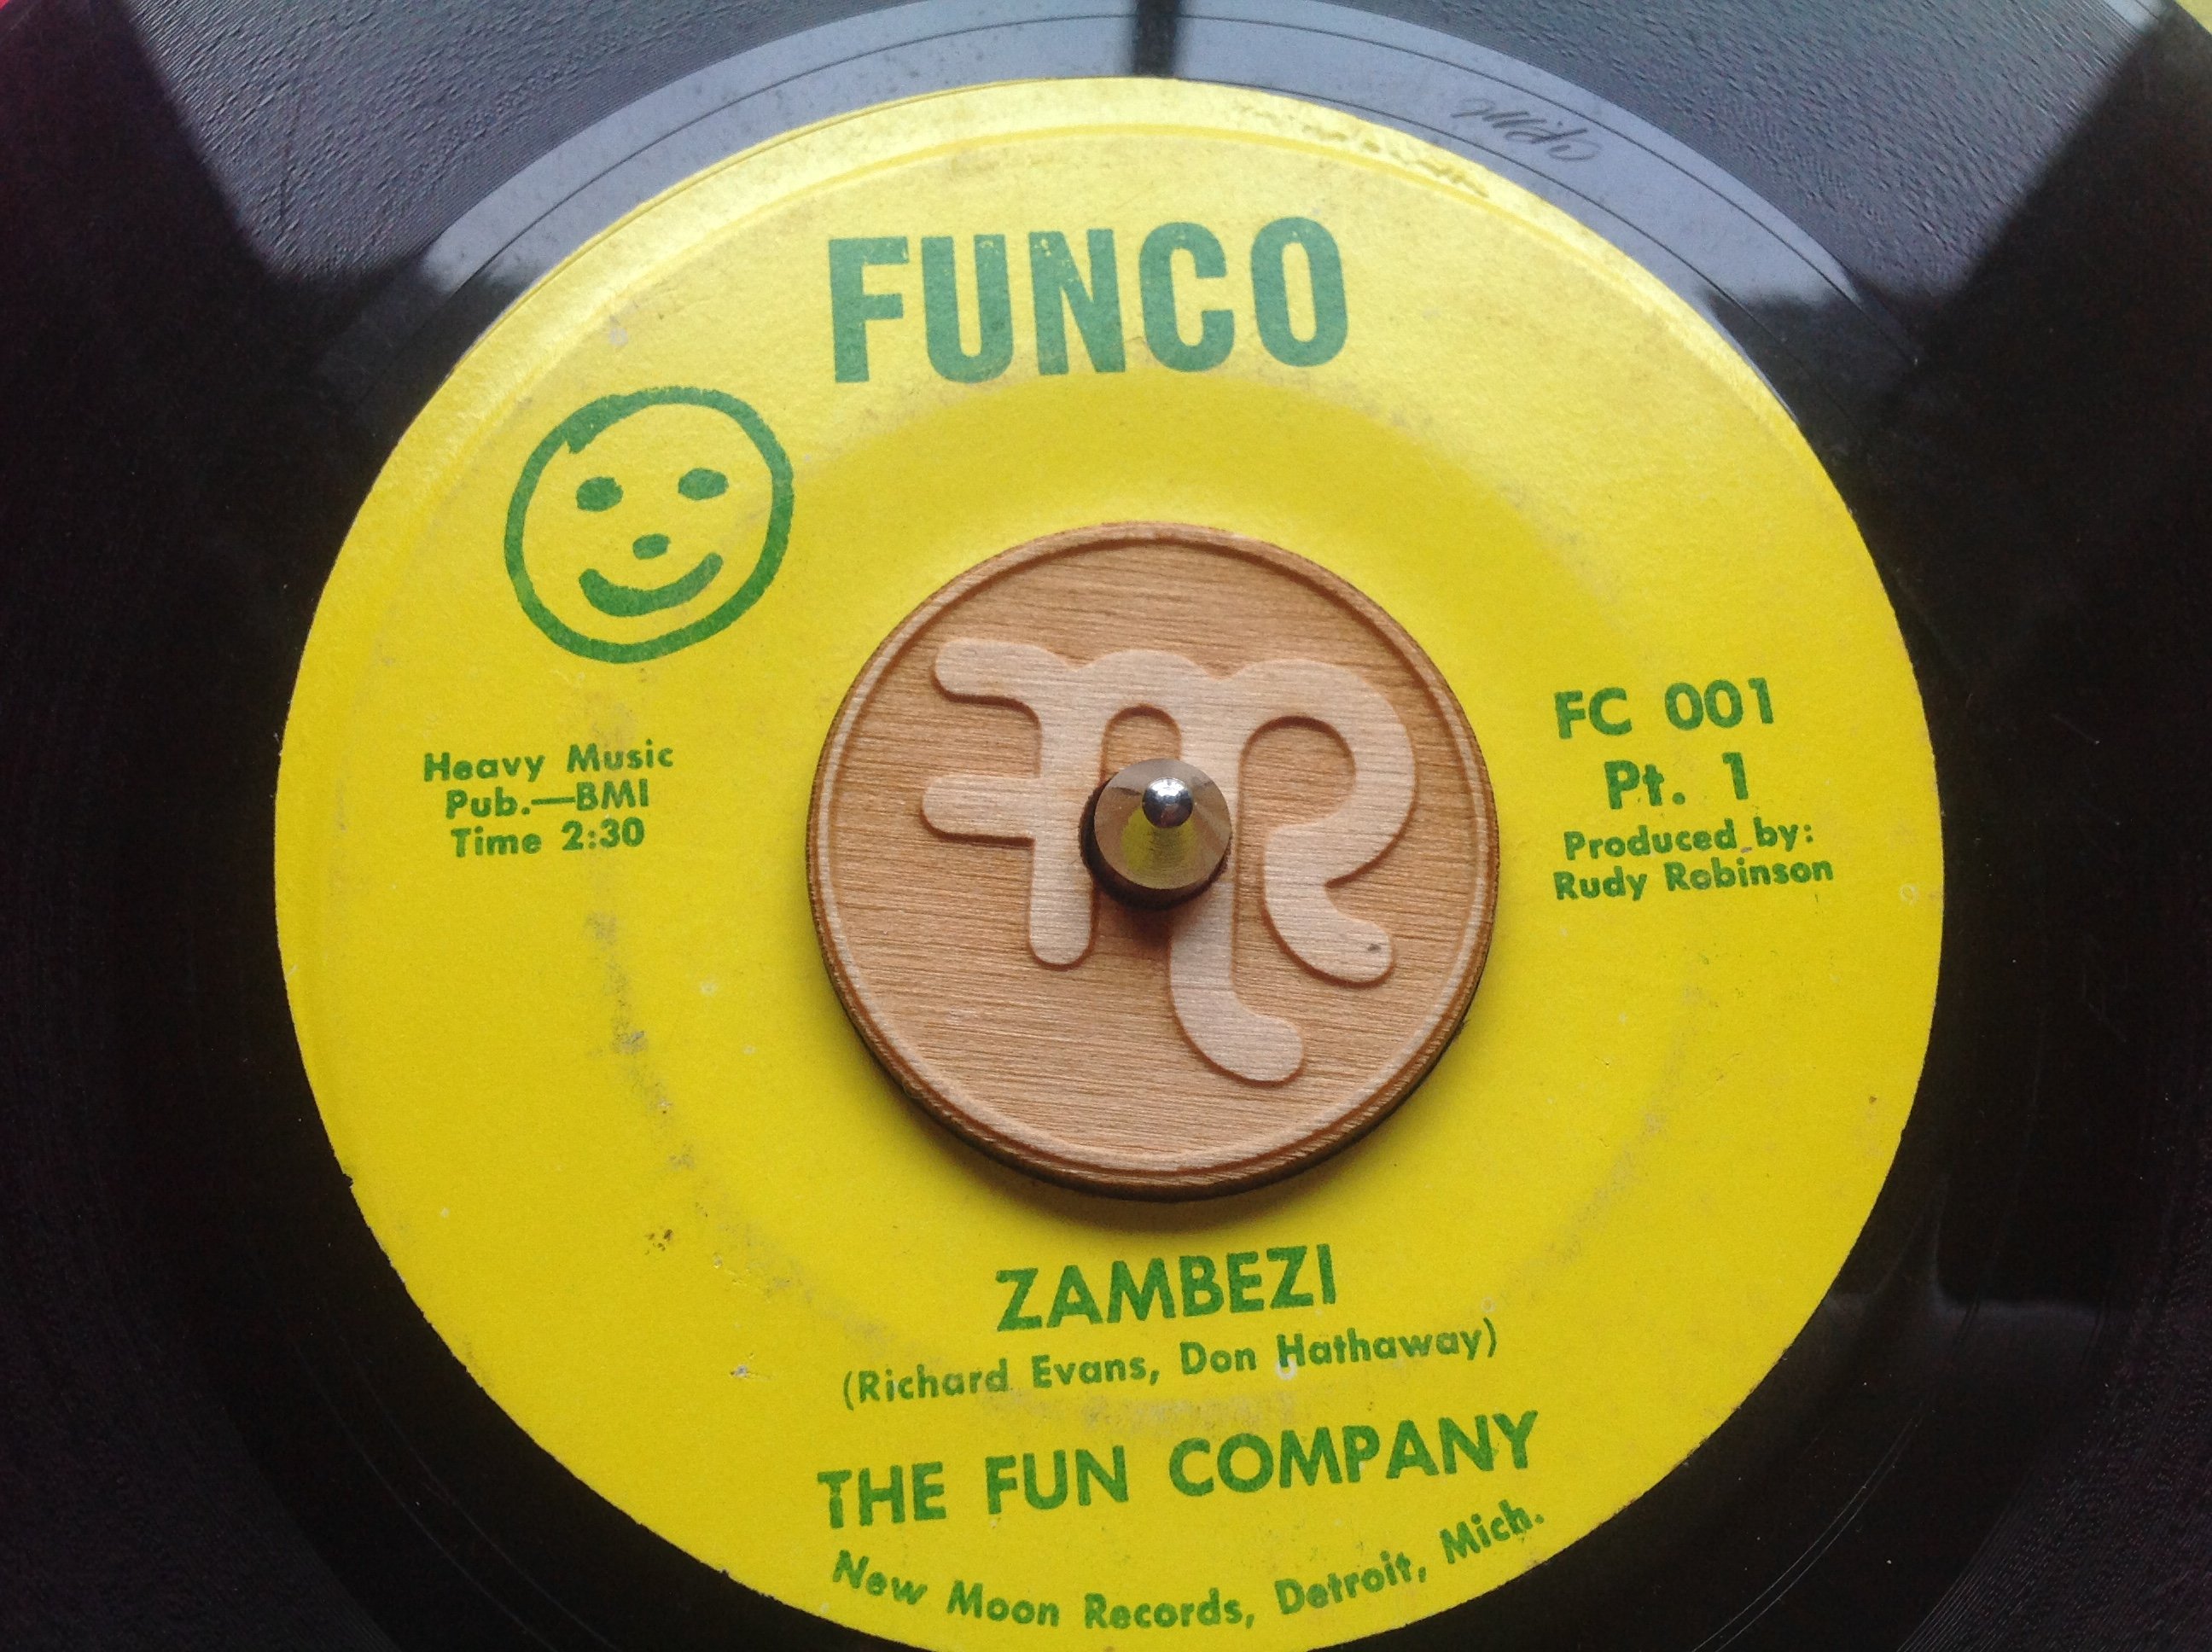 FUNCO
Heavy Music
Pub.—BMI
Time 2:30
FC 001
Pt. 1
Produced by:
Rudy Robinson
ZAMBEZI
(Richard Evans, Don Hathaway)
THE FUN COMPANY
New Moon Records, Detroit, Mich.